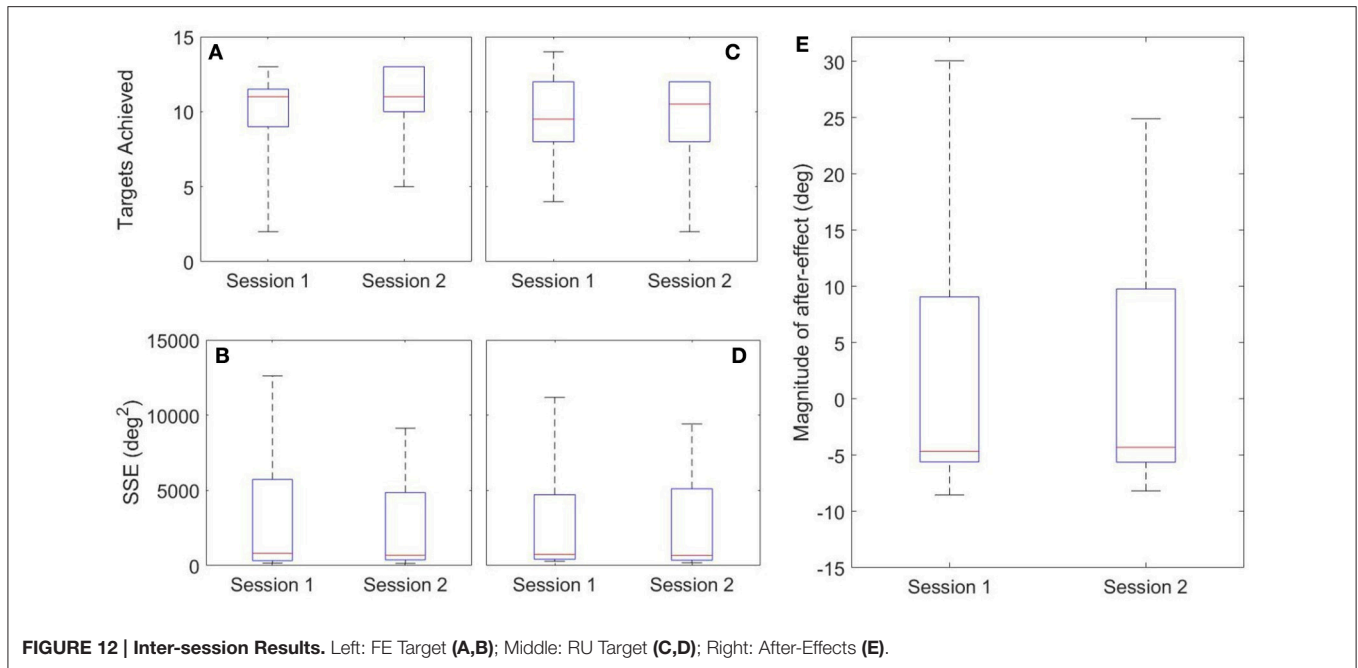 A
C
Targets Achieved
15
10
5
0
Session 1 Session 2 Session 1 Session 2
B
D
SSE (deg²)
15000
10000
5000
0
Session 1 Session 2 Session 1 Session 2
E
Magnitude of after-effect (deg)
30
25
20
15
10
5
0
-5
-10
-15
Session 1 Session 2
FIGURE 12 | Inter-session Results. Left: FE Target (A,B); Middle: RU Target (C,D); Right: After-Effects (E).